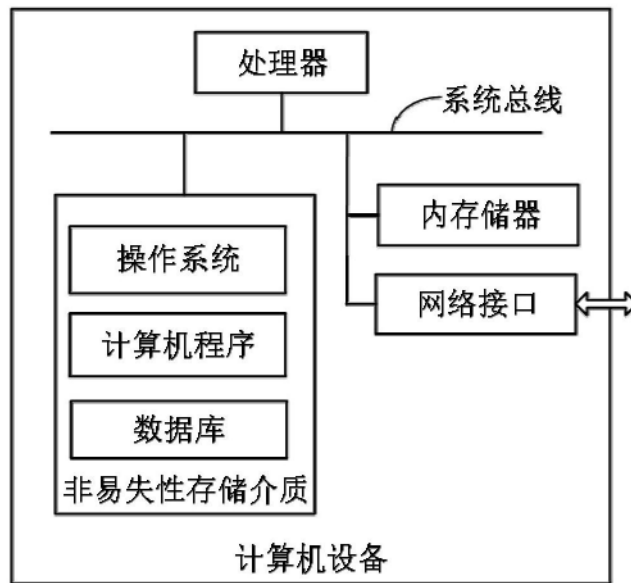 处理器
系统总线
内存储器
操作系统
网络接口
计算机程序
数据库
非易失性存储介质
计算机设备